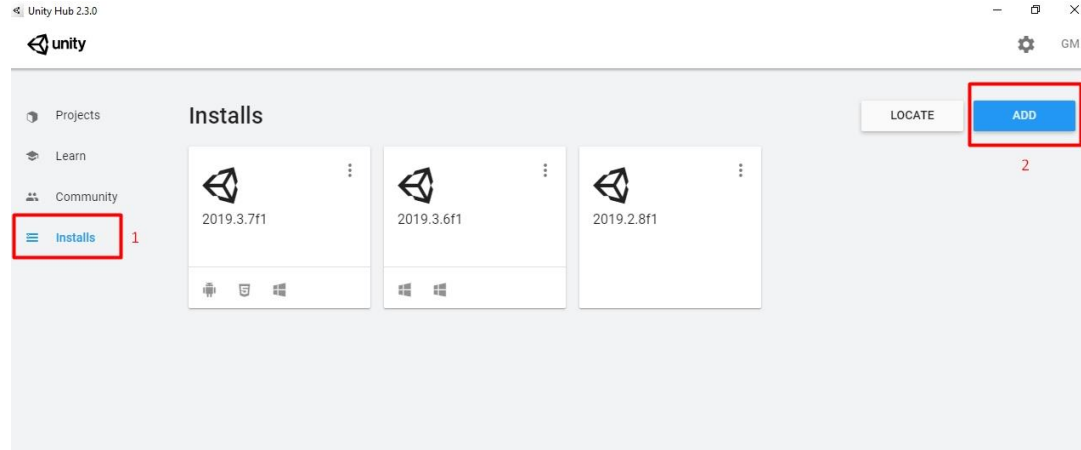 Unity Hub 2.3.0
unity
GM
Projects
Installs
LOCATE
ADD
Learn
2
Community
2019.3.7f1
2019.3.6f1
2019.2.8f1
Installs 1